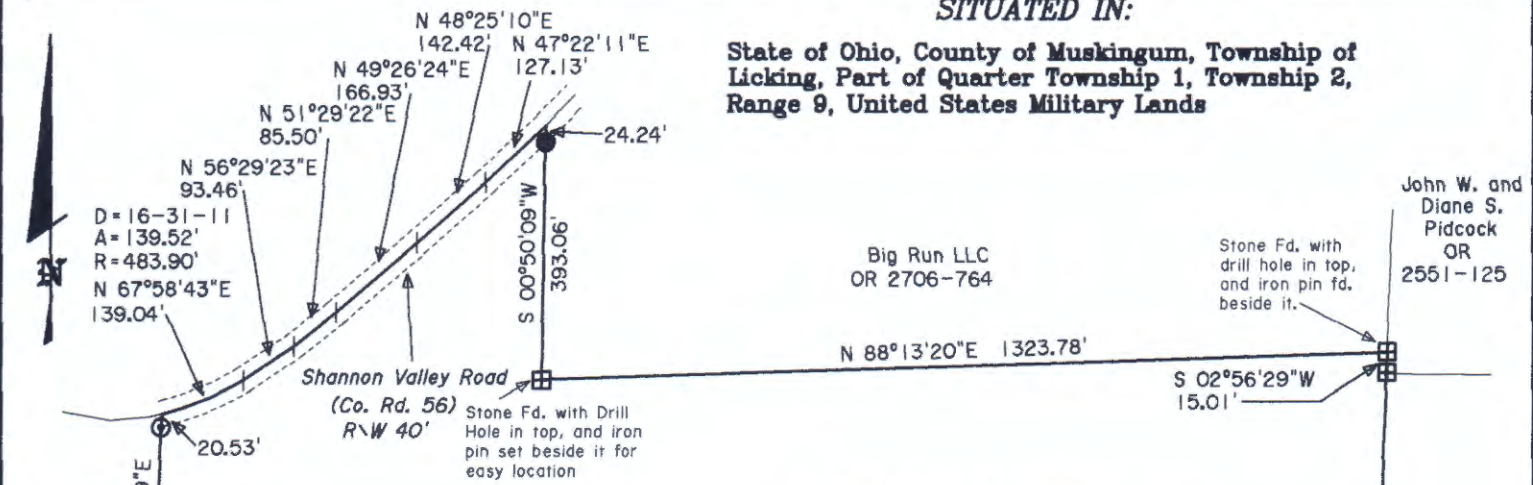 SITUATED IN:
State of Ohio, County of Muskingum, Township of
Licking, Part of Quarter Township 1, Township 2,
Range 9, United States Military Lands
N 48°25'10"E
142.42'
N 47°22'11"E
127.13'
N 49°26'24"E
166.93'
N 51°29'22"E
85.50'
N 56°29'23"E
93.46'
D=16-31-11
A=139.52'
R=483.90'
N 67°58'43"E
139.04'
N
24.24'
S 00°50'09"W
393.06'
Big Run LLC
OR 2706-764
Stone Fd. with
drill hole in top,
and iron pin fd.
beside it.
John W. and
Diane S.
Pidcock
OR
2551-125
N 88°13'20"E 1323.78'
S 02°56'29"W
15.01'
Shannon Valley Road
(Co. Rd. 56)
R\W 40'
Stone Fd. with Drill
Hole in top, and iron
pin set beside it for
easy location
20.53'
"E